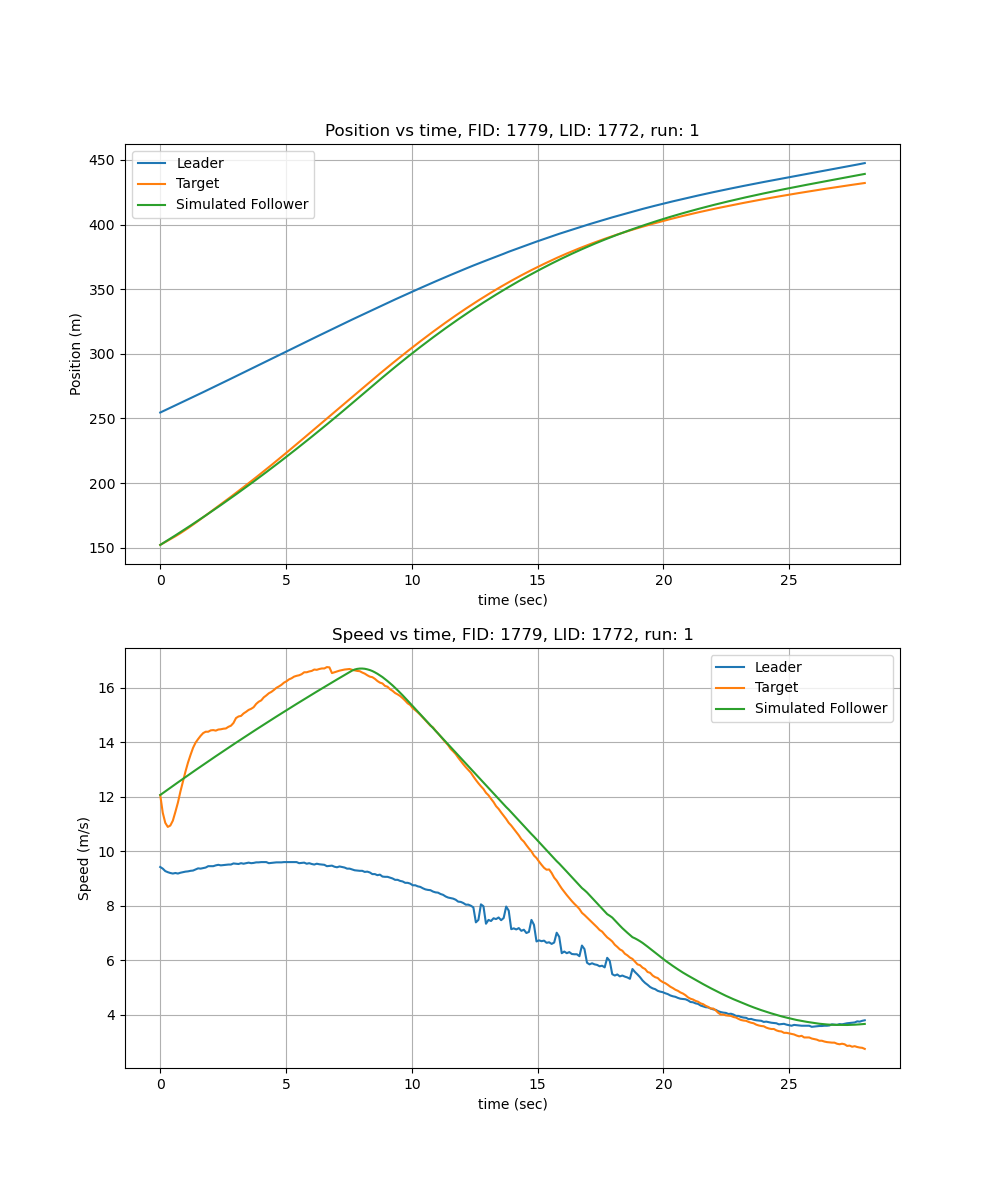 Position vs time, FID: 1779, LID: 1772, run: 1
Leader
Target
Simulated Follower
450
400
350
300
250
200
150
Position (m)
0 5 10 15 20 25
time (sec)
Speed vs time, FID: 1779, LID: 1772, run: 1
Leader
Target
Simulated Follower
16
14
12
10
8
6
4
Speed (m/s)
0 5 10 15 20 25
time (sec)